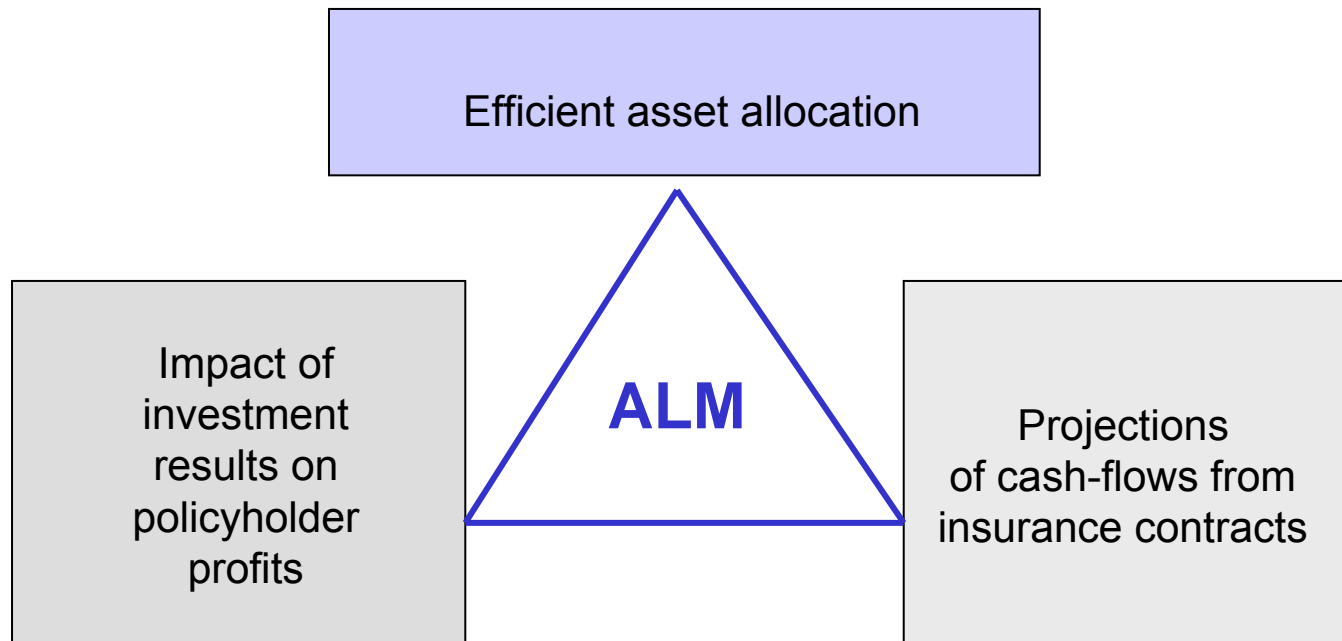 Efficient asset allocation
Impact of
investment
results on
policyholder
profits
ALM
Projections
of cash-flows from
insurance contracts